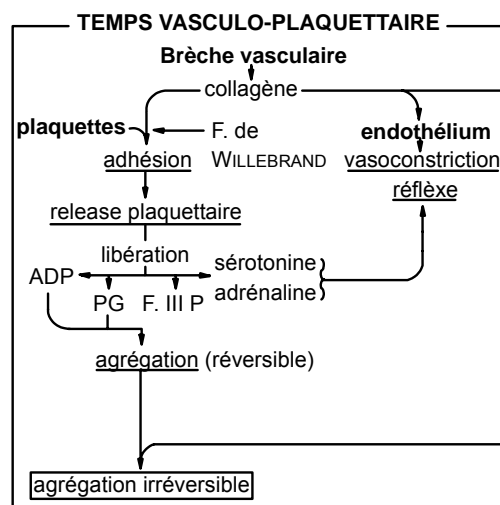 TEMPS VASCULO-PLAQUETTAIRE
Brèche vasculaire
collagène
plaquettes
F. de
WILLEBRAND
endothélium
adhésion
vasoconstriction
réflèxe
release plaquettaire
libération
ADP
PG
F. III P
sérotonine
adrénaline
agrégation (réversible)
agrégation irréversible